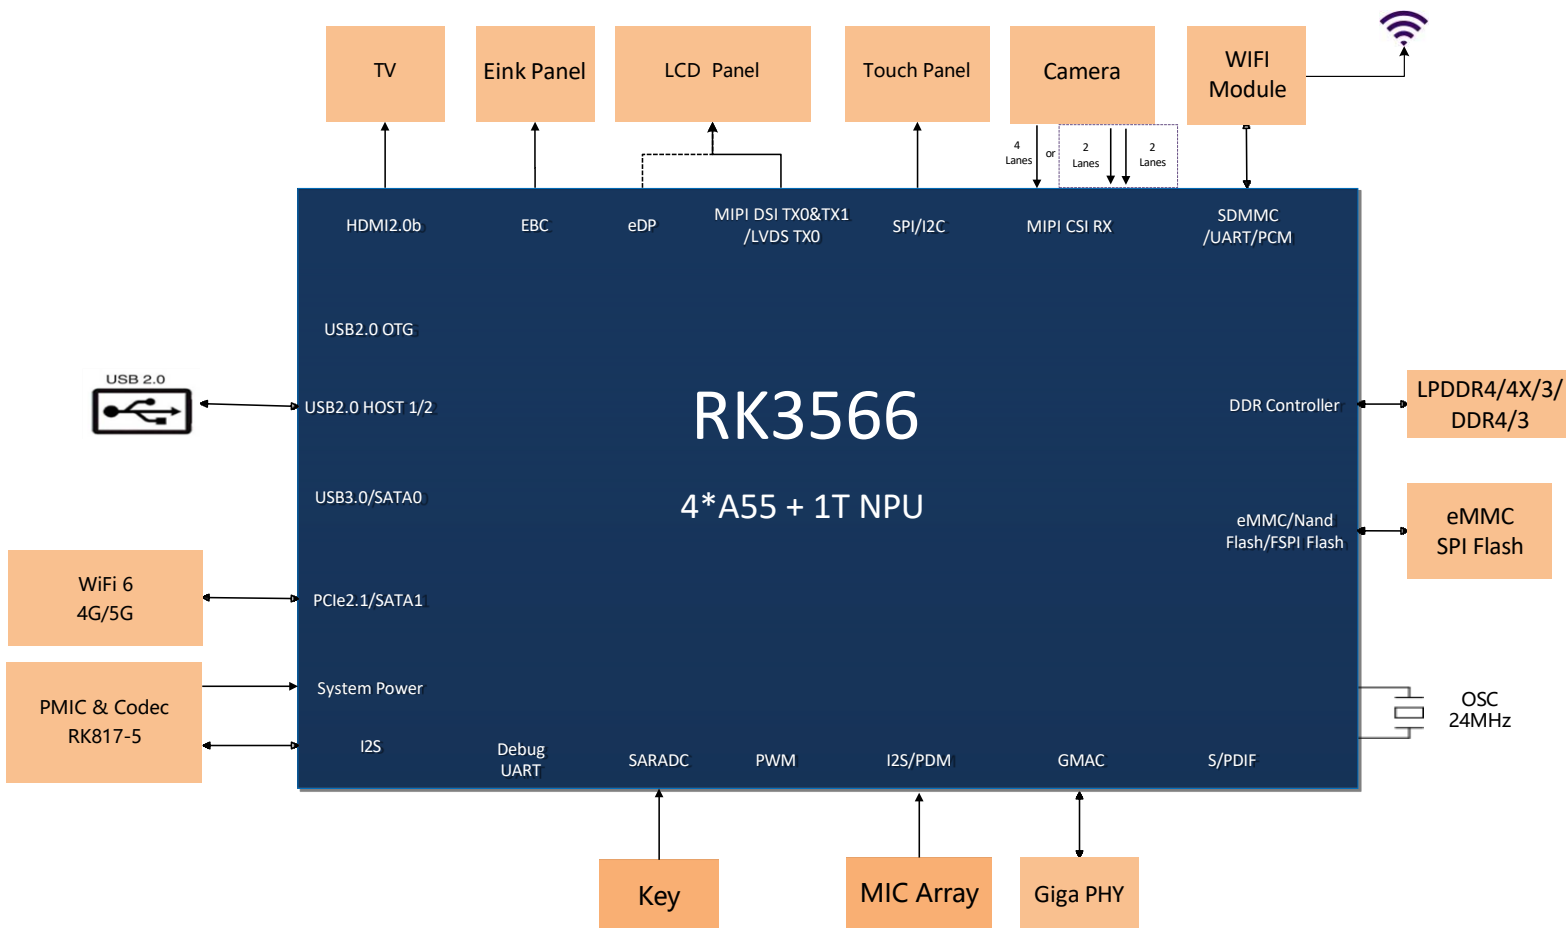 TV
Eink Panel
LCD Panel
Touch Panel
Camera
WIFI
Module
4
Lanes
or
2
Lanes
2
Lanes
HDMI2.0b
EBC
eDP
MIPI DSI TX0&TX1
/LVDS TX0
SPI/I2C
MIPI CSI RX
SDMMC
/UART/PCM
USB2.0 OTG
USB 2.0
USB2.0 HOST 1/2
RK3566
DDR Controller
LPDDR4/4X/3/
DDR4/3
USB3.0/SATA0
4*A55 + 1T NPU
eMMC/Nand
Flash/FSPI Flash
eMMC
SPI Flash
WiFi 6
4G/5G
PCIe2.1/SATA1
System Power
PMIC & Codec
RK817-5
OSC
24MHz
I2S
Debug
UART
SARADC
PWM
I2S/PDM
GMAC
S/PDIF
Key
MIC Array
Giga PHY